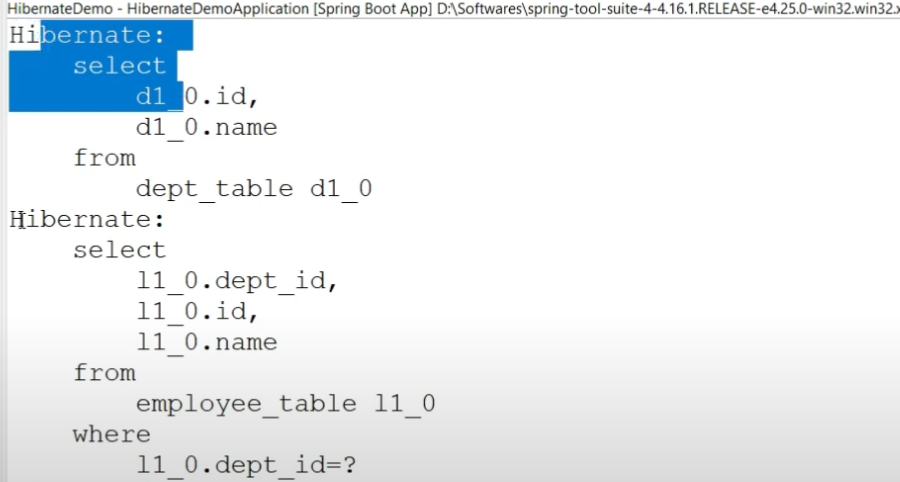 HibernateDemo - HibernateDemoApplication [Spring Boot App] D:\Softwares\spring-tool-suite-4-4.16.1.RELEASE-e4.25.0-win32.win32.x
Hibernate:
select
d1_0.id,
d1_0.name
from
dept_table d1_0
Hibernate:
select
l1_0.dept_id,
l1_0.id,
l1_0.name
from
employee_table l1_0
where
l1_0.dept_id=?